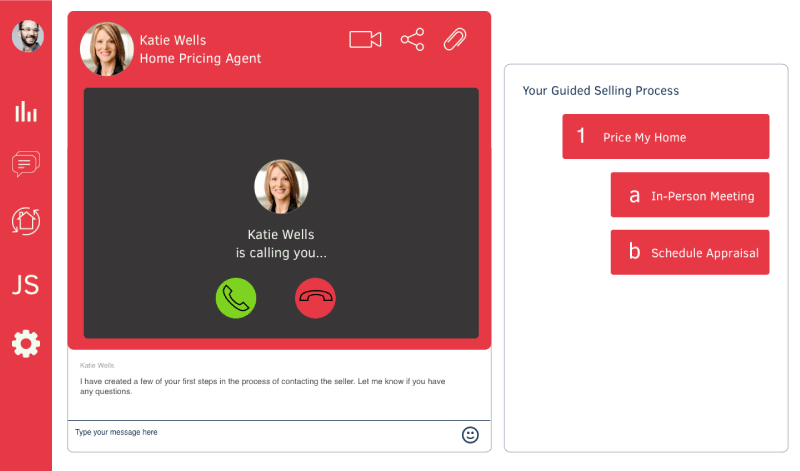 JS
Katie Wells
Home Pricing Agent
Katie Wells
is calling you...
Katie Wells
I have created a few of your first steps in the process of contacting the seller. Let me know if you have
any questions.
Type your message here
Your Guided Selling Process
1 Price My Home
a In-Person Meeting
b Schedule Appraisal